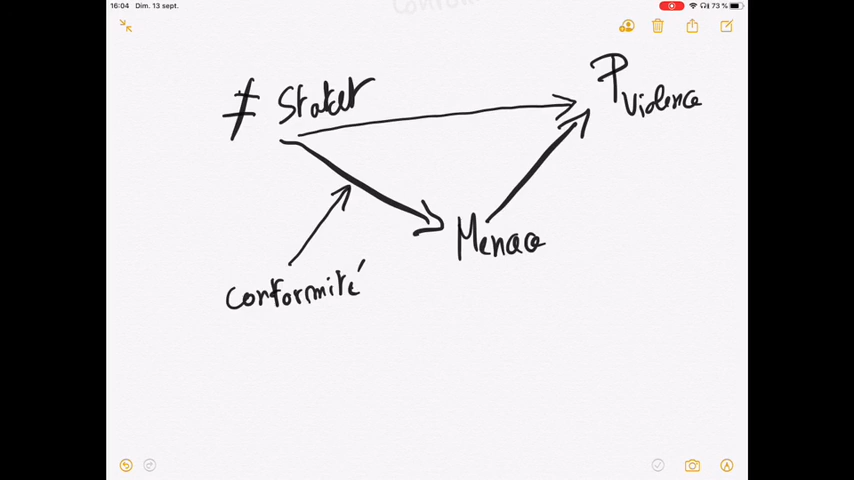 16:04 Dim. 13 sept.
73 %
≠ Statut
P Violence
Menace
Conformité